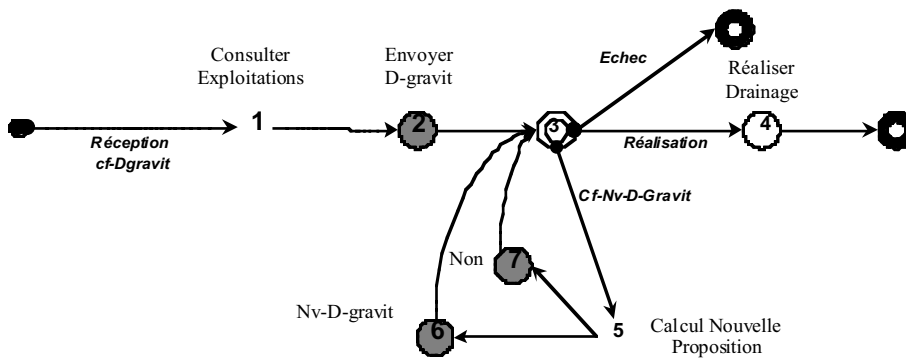 Consulter
Exploitations
Envoyer
D-gravit
Echec
Réaliser
Drainage
1
2
3
4
Réception
cf-Dgravit
Réalisation
Cf-Nv-D-Gravit
Non
7
Nv-D-gravit
6
5
Calcul Nouvelle
Proposition